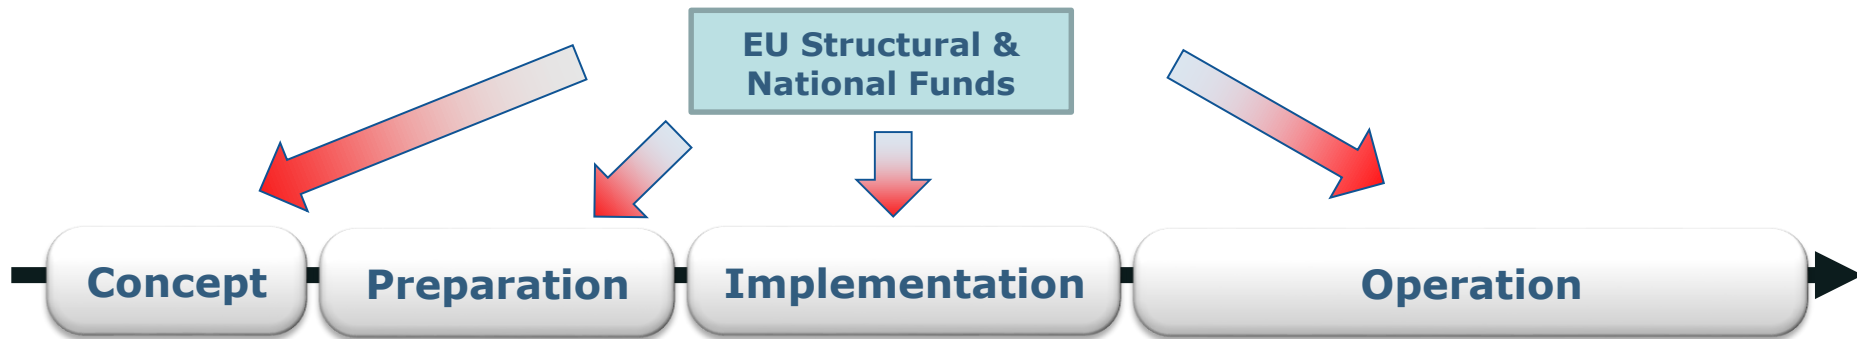 EU Structural &
National Funds
Concept
Preparation
Implementation
Operation